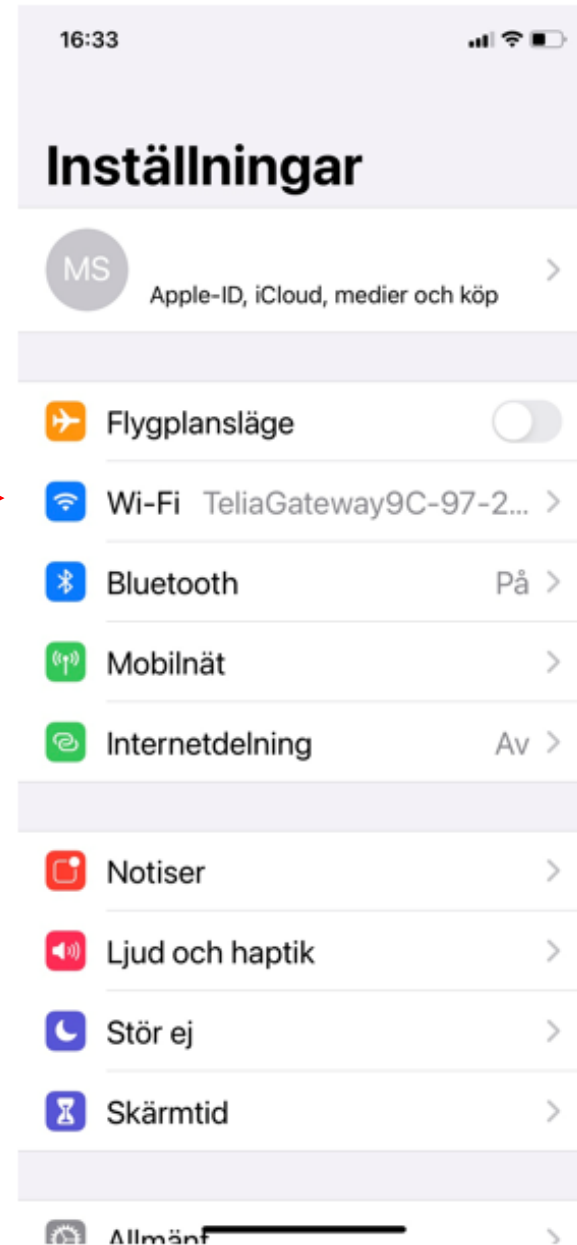 16:33
Inställningar
MS
Apple-ID, iCloud, medier och köp
Flygplansläge
Wi-Fi TeliaGateway9C-97-2...
Bluetooth På
Mobilnät
Internetdelning Av
Notiser
Ljud och haptik
Stör ej
Skärmtid
Allmänt